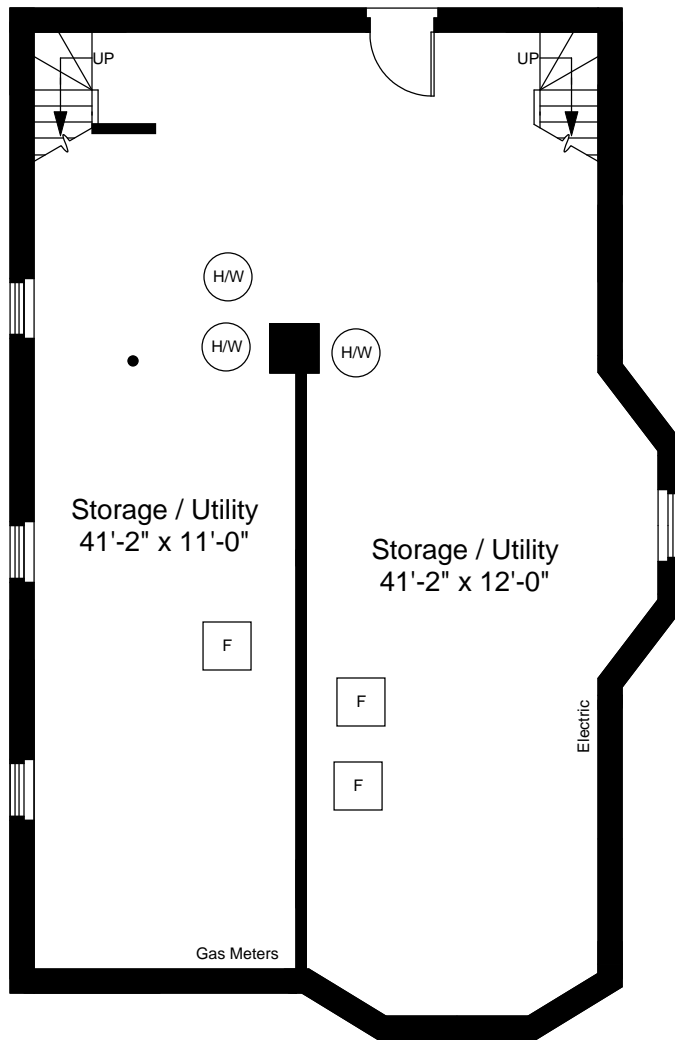 UP
UP
H/W
H/W
H/W
Storage / Utility
41'-2" x 11'-0"
Storage / Utility
41'-2" x 12'-0"
F
F
Electric
F
Gas Meters